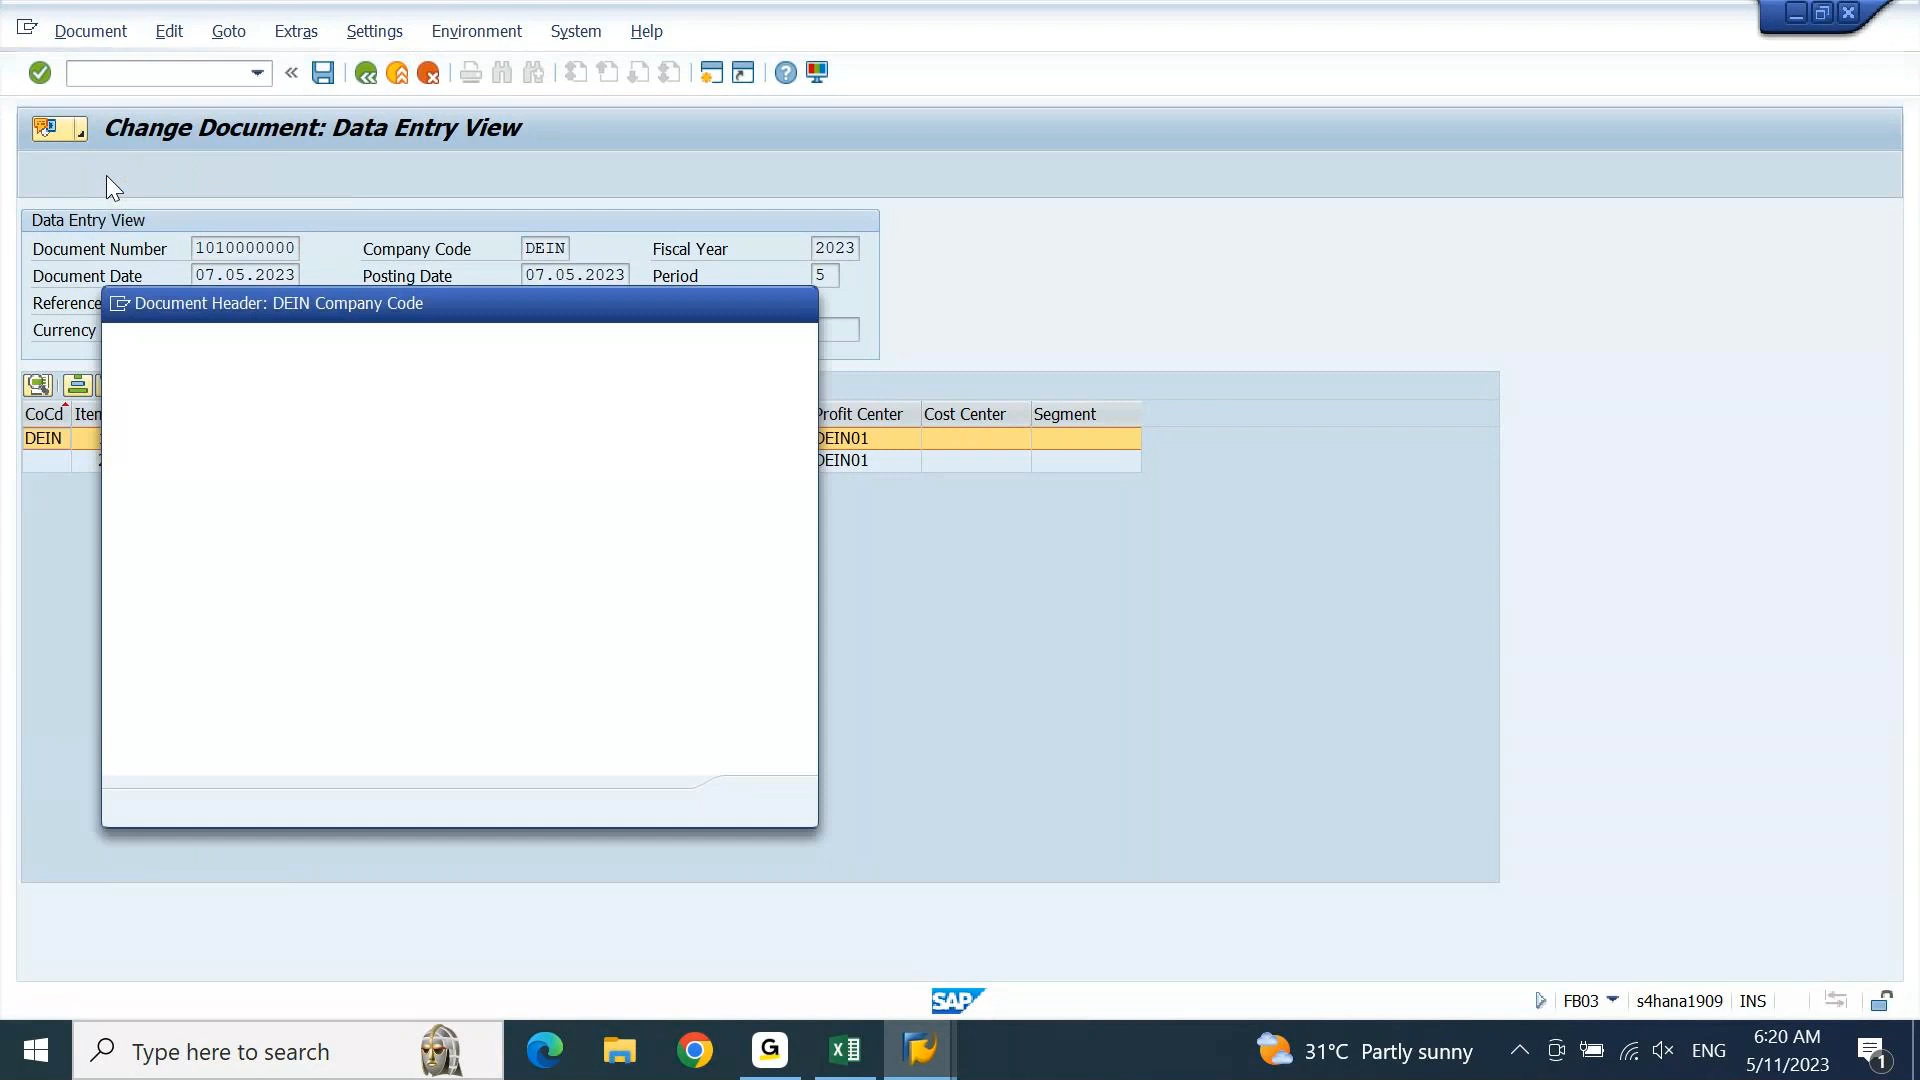 Document Edit Goto Extras Settings Environment System Help
Change Document: Data Entry View
Data Entry View
Document Number 1010000000 Company Code DEIN Fiscal Year 2023
Document Date 07.05.2023 Posting Date 07.05.2023 Period 5
Reference
Document Header: DEIN Company Code
Currency
CoCd Iten Profit Center Cost Center Segment
DEIN DEIN01
DEIN01
SAP
FB03 s4hana1909 INS
Type here to search
G
31°C Partly sunny
ENG
6:20 AM
5/11/2023
1